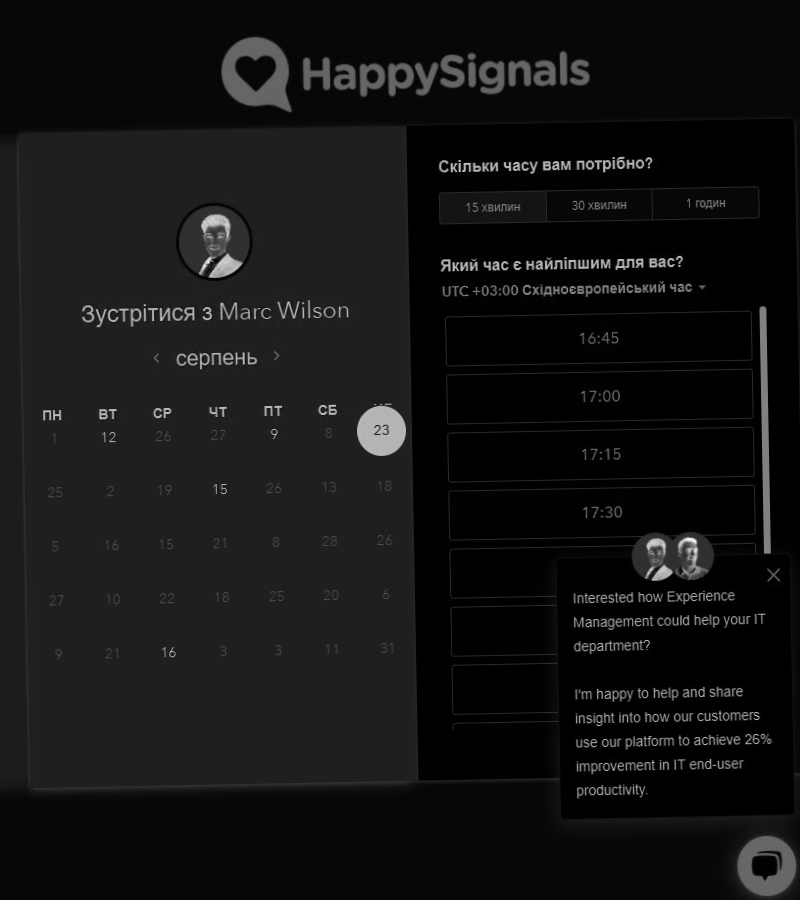 HappySignals
Зустрітися з Marc Wilson
серпень
ПН ВТ СР ЧТ ПТ СБ
1 12 26 27 9 8 23
25 2 19 15 26 13 18
5 16 15 21 8 28 26
27 10 22 18 25 20 6
9 21 16 3 3 11 31
Скільки часу вам потрібно?
15 хвилин 30 хвилин 1 годин
Який час є найліпшим для вас?
UTC +03:00 Східноєвропейський час
16:45
17:00
17:15
17:30
Interested how Experience
Management could help your IT
department?
I'm happy to help and share
insight into how our customers
use our platform to achieve 26%
improvement in IT end-user
productivity.